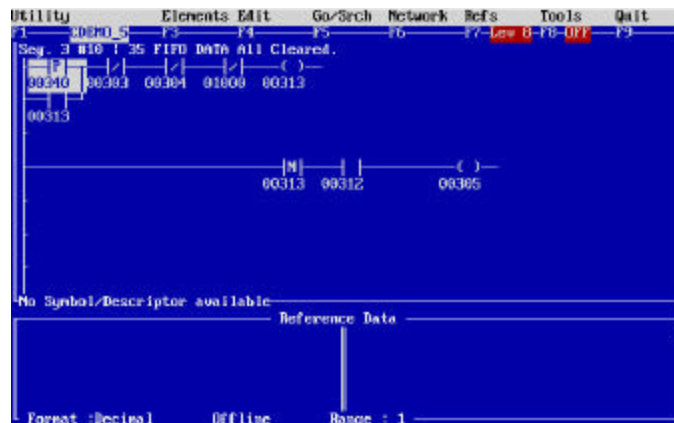 Utility Elements Edit Go/Srch Network Refs Tools Quit
F1 EDEMO_5 F3 F4 F5 F6 F7-Lev 8-F8-OFF F9
Seg. 3 #10 | 35 FIFO DATA All Cleared.
P / / / ( )
00340 00303 00304 01000 00313
00313
N ( )
00313 00312 00305
No Symbol/Descriptor available
Reference Data
Format :Decimal Offline Range : 1